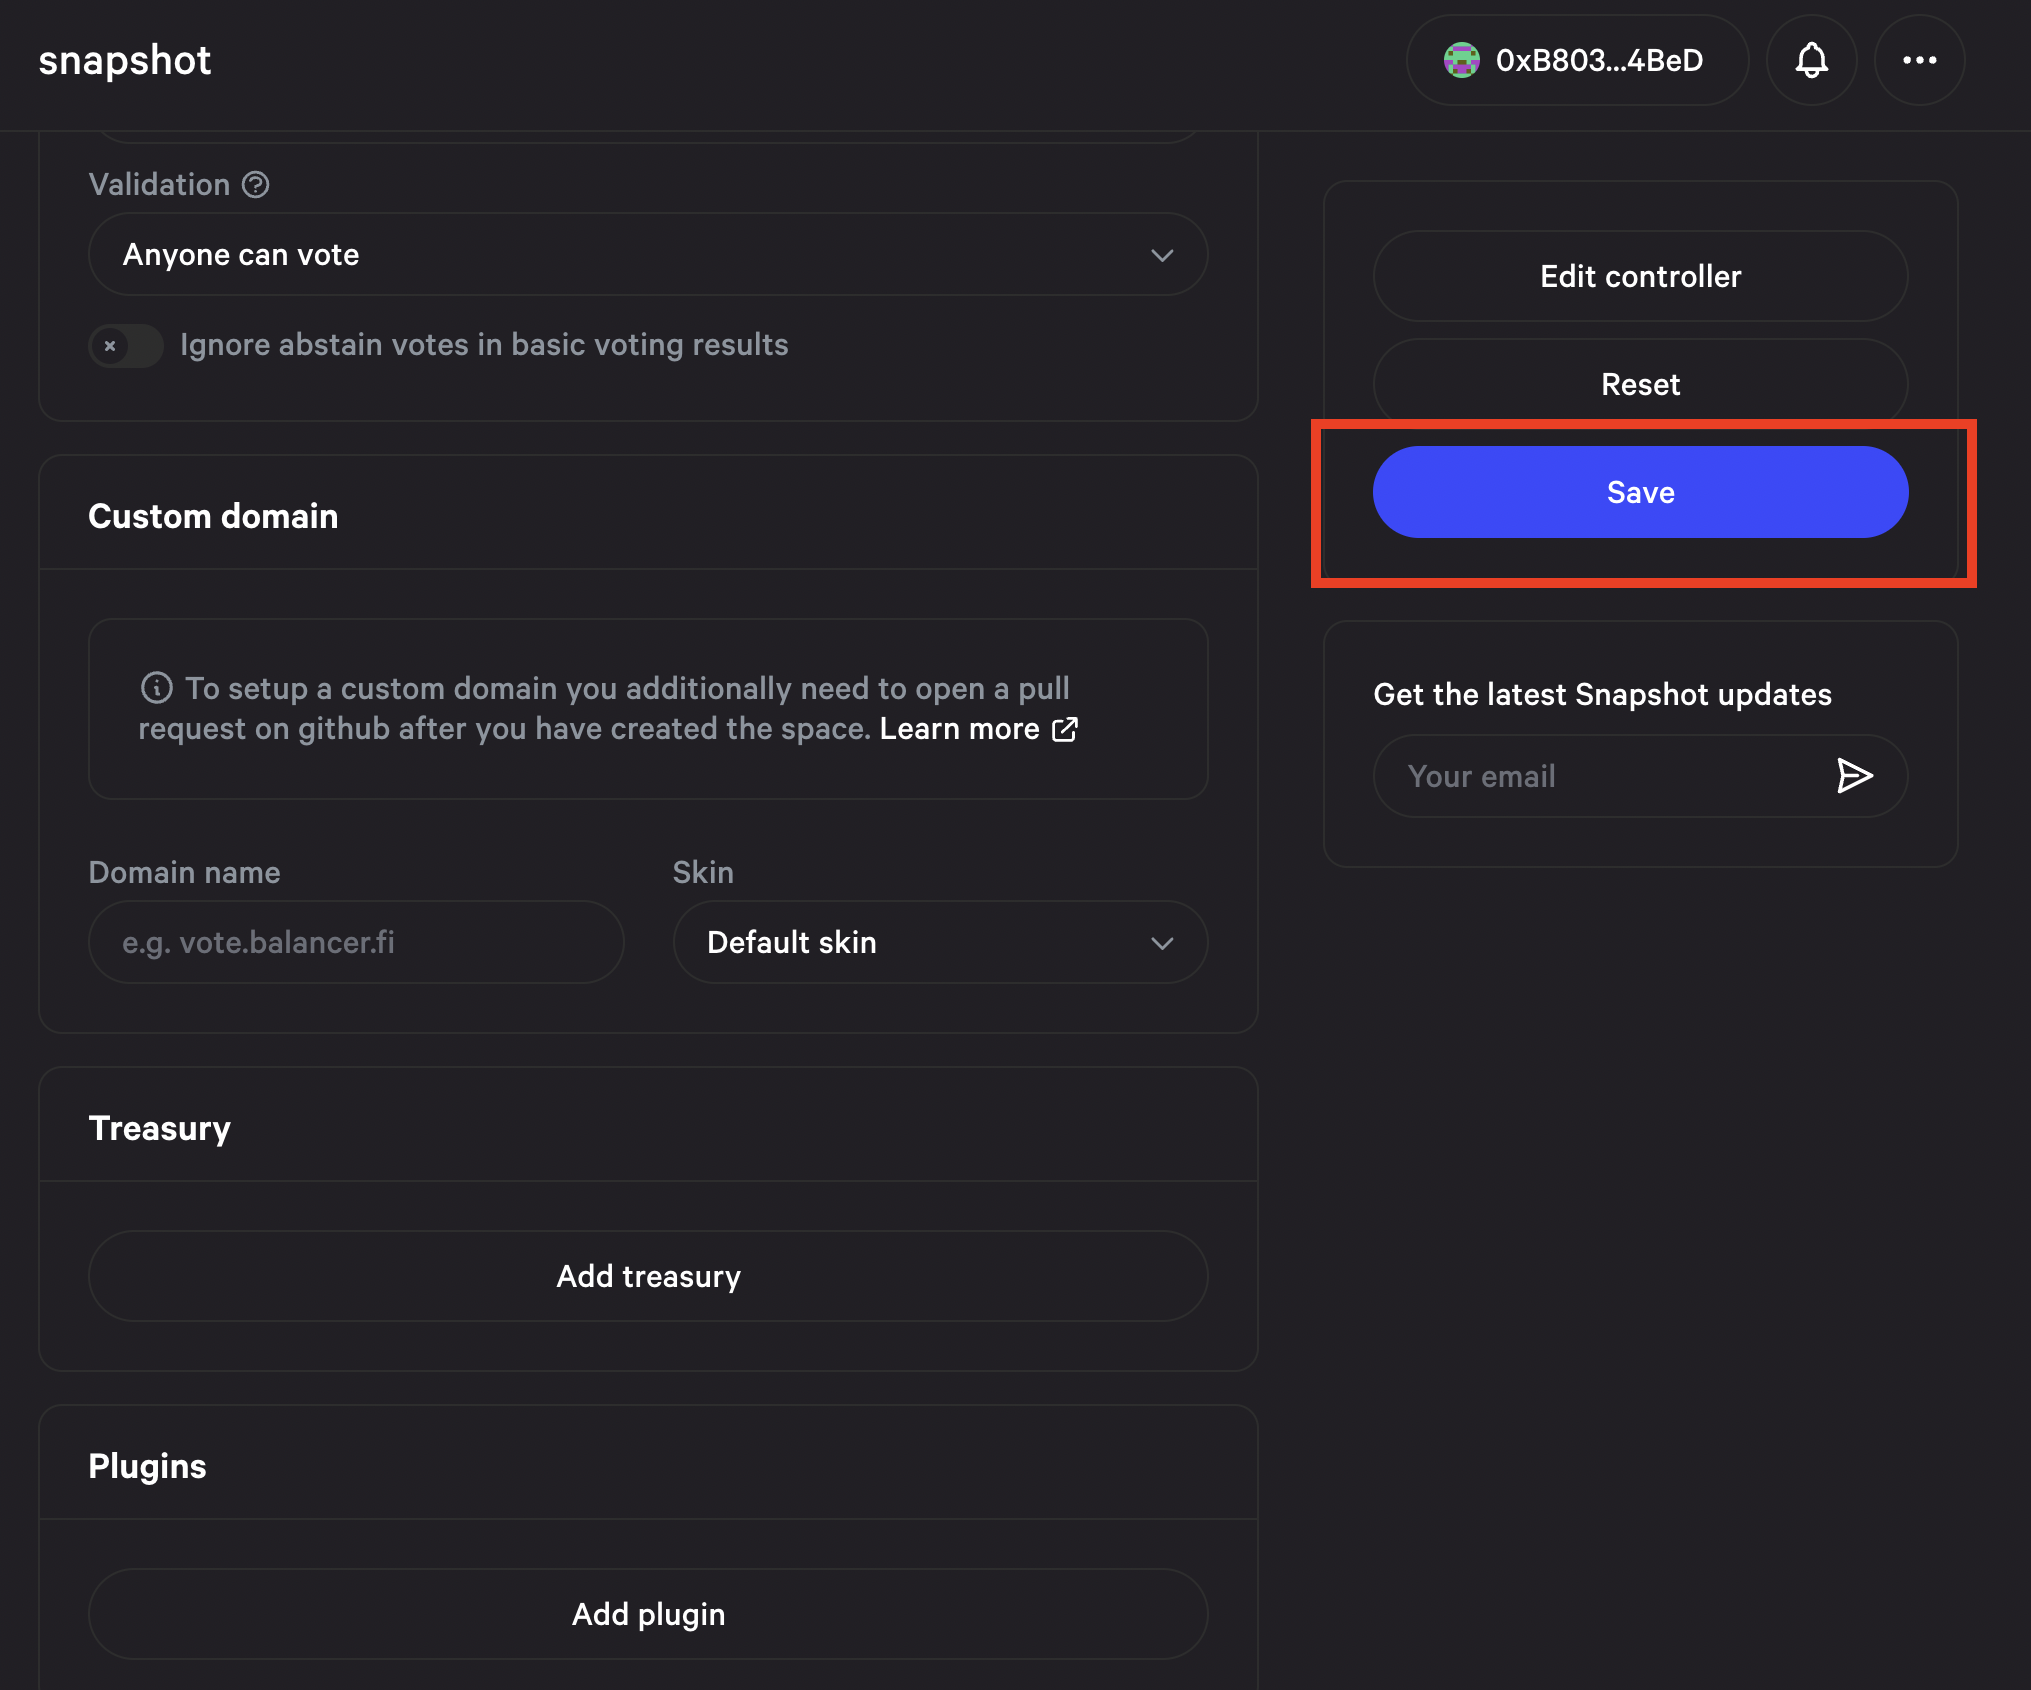 snapshot
0xB803...4BeD
Validation
Anyone can vote
Ignore abstain votes in basic voting results
Edit controller
Reset
Save
Custom domain
To setup a custom domain you additionally need to open a pull
request on github after you have created the space. Learn more
Domain name
Skin
e.g. vote.balancer.fi
Default skin
Get the latest Snapshot updates
Your email
Treasury
Add treasury
Plugins
Add plugin